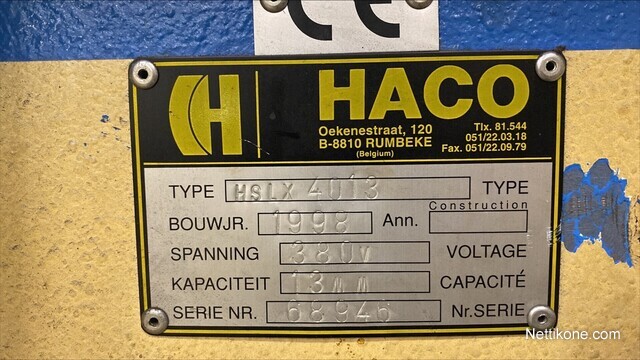 CE
H HACO
Oekenestraat, 120
B-8810 RUMBEKE
(Belgium)
Tlx. 81.544
051/22.03.18
Fax. 051/22.09.79
TYPE HSLX 4013 TYPE
BOUWJR. 1998 Ann. Construction
SPANNING 380v VOLTAGE
KAPACITEIT 13mm CAPACITÉ
SERIE NR. 68946 Nr.SERIE
Nettikone.com